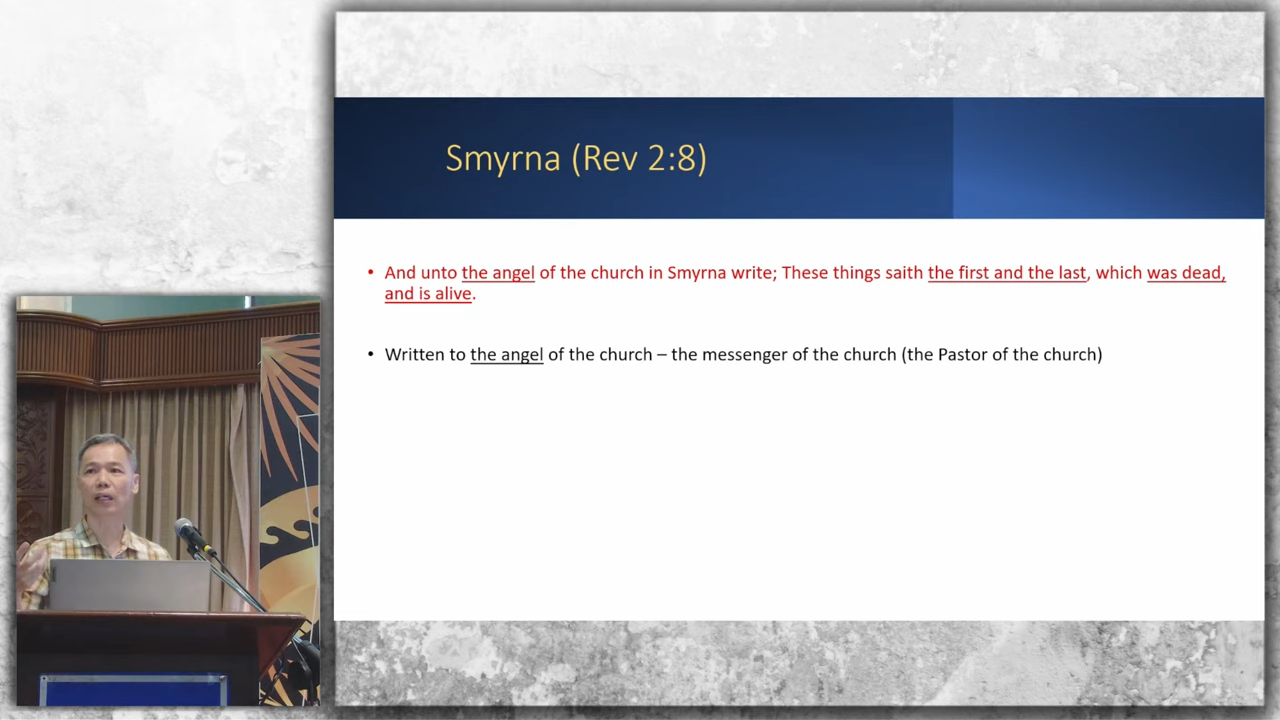 Smyrna (Rev 2:8)
• And unto the angel of the church in Smyrna write; These things saith the first and the last, which was dead,
and is alive.
• Written to the angel of the church – the messenger of the church (the Pastor of the church)